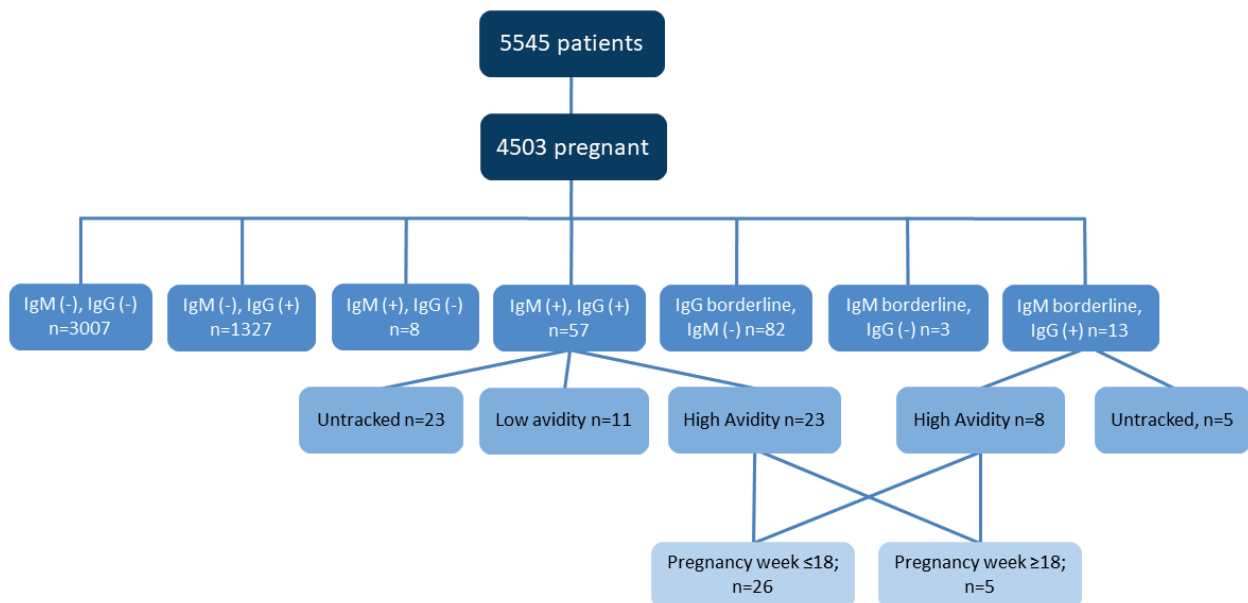 5545 patients
4503 pregnant
IgM (-), IgG (-)
n=3007
IgM (-), IgG (+)
n=1327
IgM (+), IgG (-)
n=8
IgM (+), IgG (+)
n=57
IgG borderline,
IgM (-) n=82
IgM borderline,
IgG (-) n=3
IgM borderline,
IgG (+) n=13
Untracked n=23
Low avidity n=11
High Avidity n=23
High Avidity n=8
Untracked, n=5
Pregnancy week ≤18;
n=26
Pregnancy week ≥18;
n=5